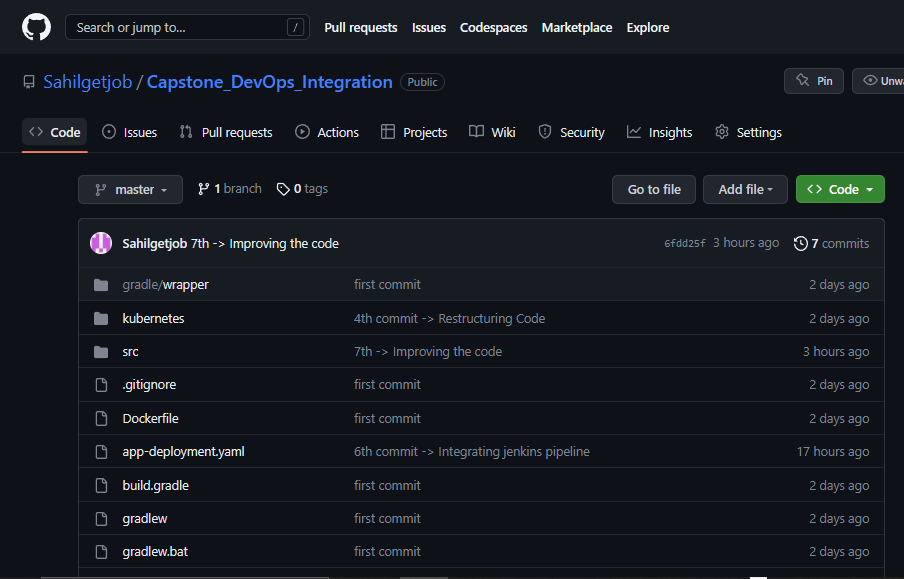 Search or jump to... /
Pull requests Issues Codespaces Marketplace Explore
Sahilgetjob / Capstone_DevOps_Integration Public
Pin
Code Issues Pull requests Actions Projects Wiki Security Insights Settings
master 1 branch 0 tags Go to file Add file Code
Sahilgetjob 7th -> Improving the code 6fdd25f 3 hours ago 7 commits
gradle/wrapper first commit 2 days ago
kubernetes 4th commit -> Restructuring Code 2 days ago
src 7th -> Improving the code 3 hours ago
.gitignore first commit 2 days ago
Dockerfile first commit 2 days ago
app-deployment.yaml 6th commit -> Integrating jenkins pipeline 17 hours ago
build.gradle first commit 2 days ago
gradlew first commit 2 days ago
gradlew.bat first commit 2 days ago